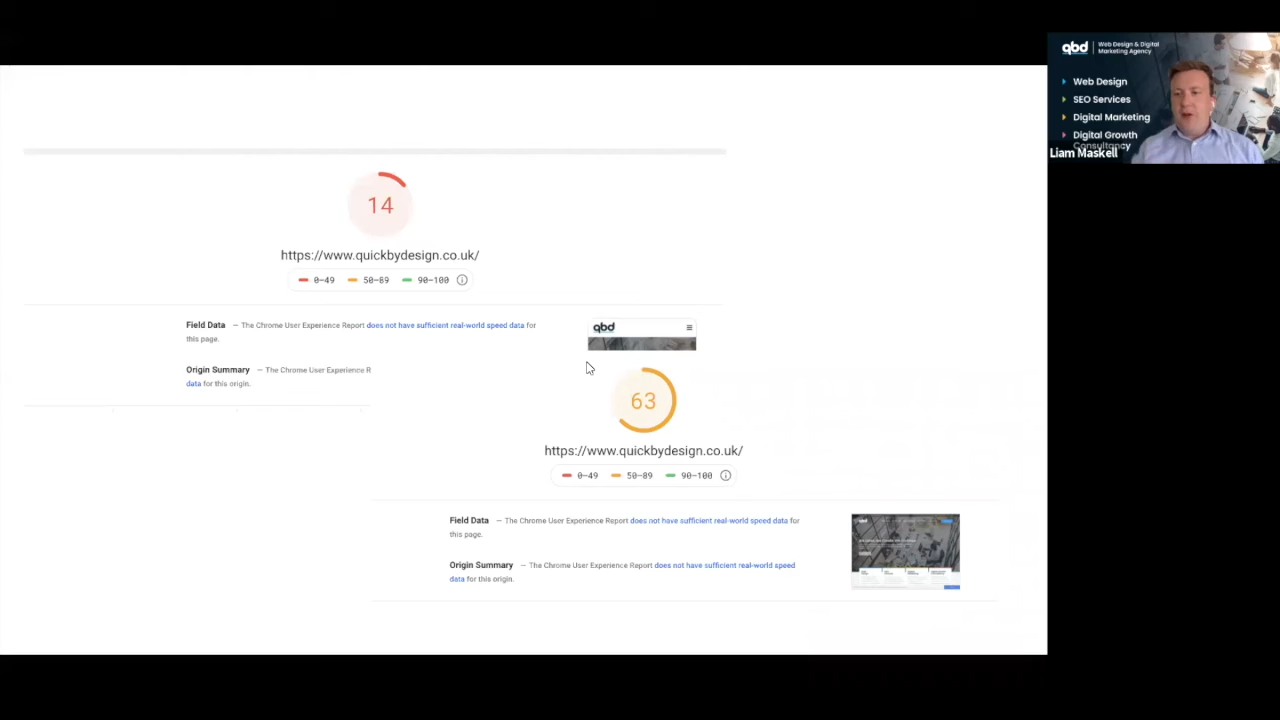 14
https://www.quickbydesign.co.uk/
0–49 50–89 90–100
Field Data — The Chrome User Experience Report does not have sufficient real-world speed data for
this page.
qbd
Origin Summary — The Chrome User Experience R
data for this origin.
63
https://www.quickbydesign.co.uk/
0–49 50–89 90–100
Field Data — The Chrome User Experience Report does not have sufficient real-world speed data for
this page.
Origin Summary — The Chrome User Experience Report does not have sufficient real-world speed
data for this origin.
qbd Web Design & Digital
Marketing Agency
Web Design
SEO Services
Digital Marketing
Digital Growth
Consultancy
Liam Maskell